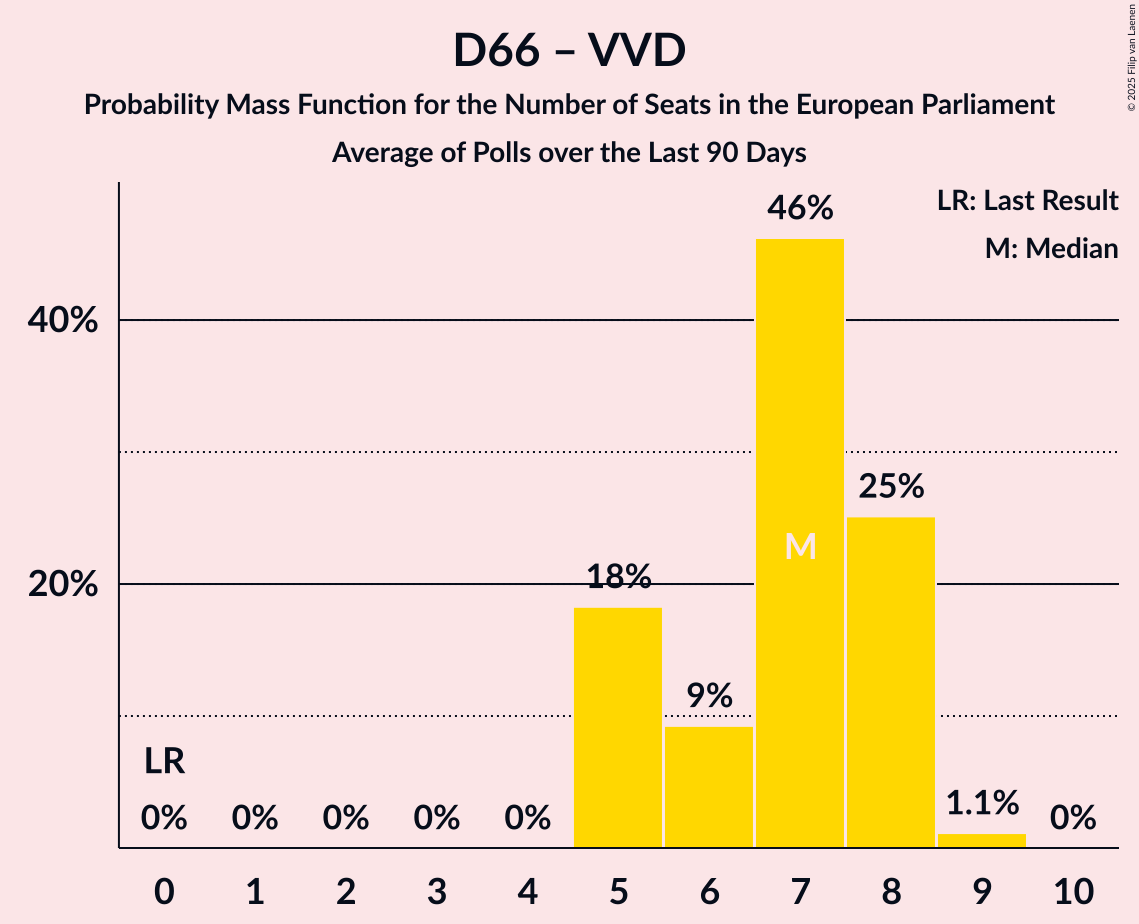 D66 – VVD
Probability Mass Function for the Number of Seats in the European Parliament
Average of Polls over the Last 90 Days
© 2025 Filip van Laenen
LR: Last Result
M: Median
46%
40%
25%
M
18%
20%
9%
LR
1.1%
0% 0% 0% 0% 0% 0%
0 1 2 3 4 5 6 7 8 9 10